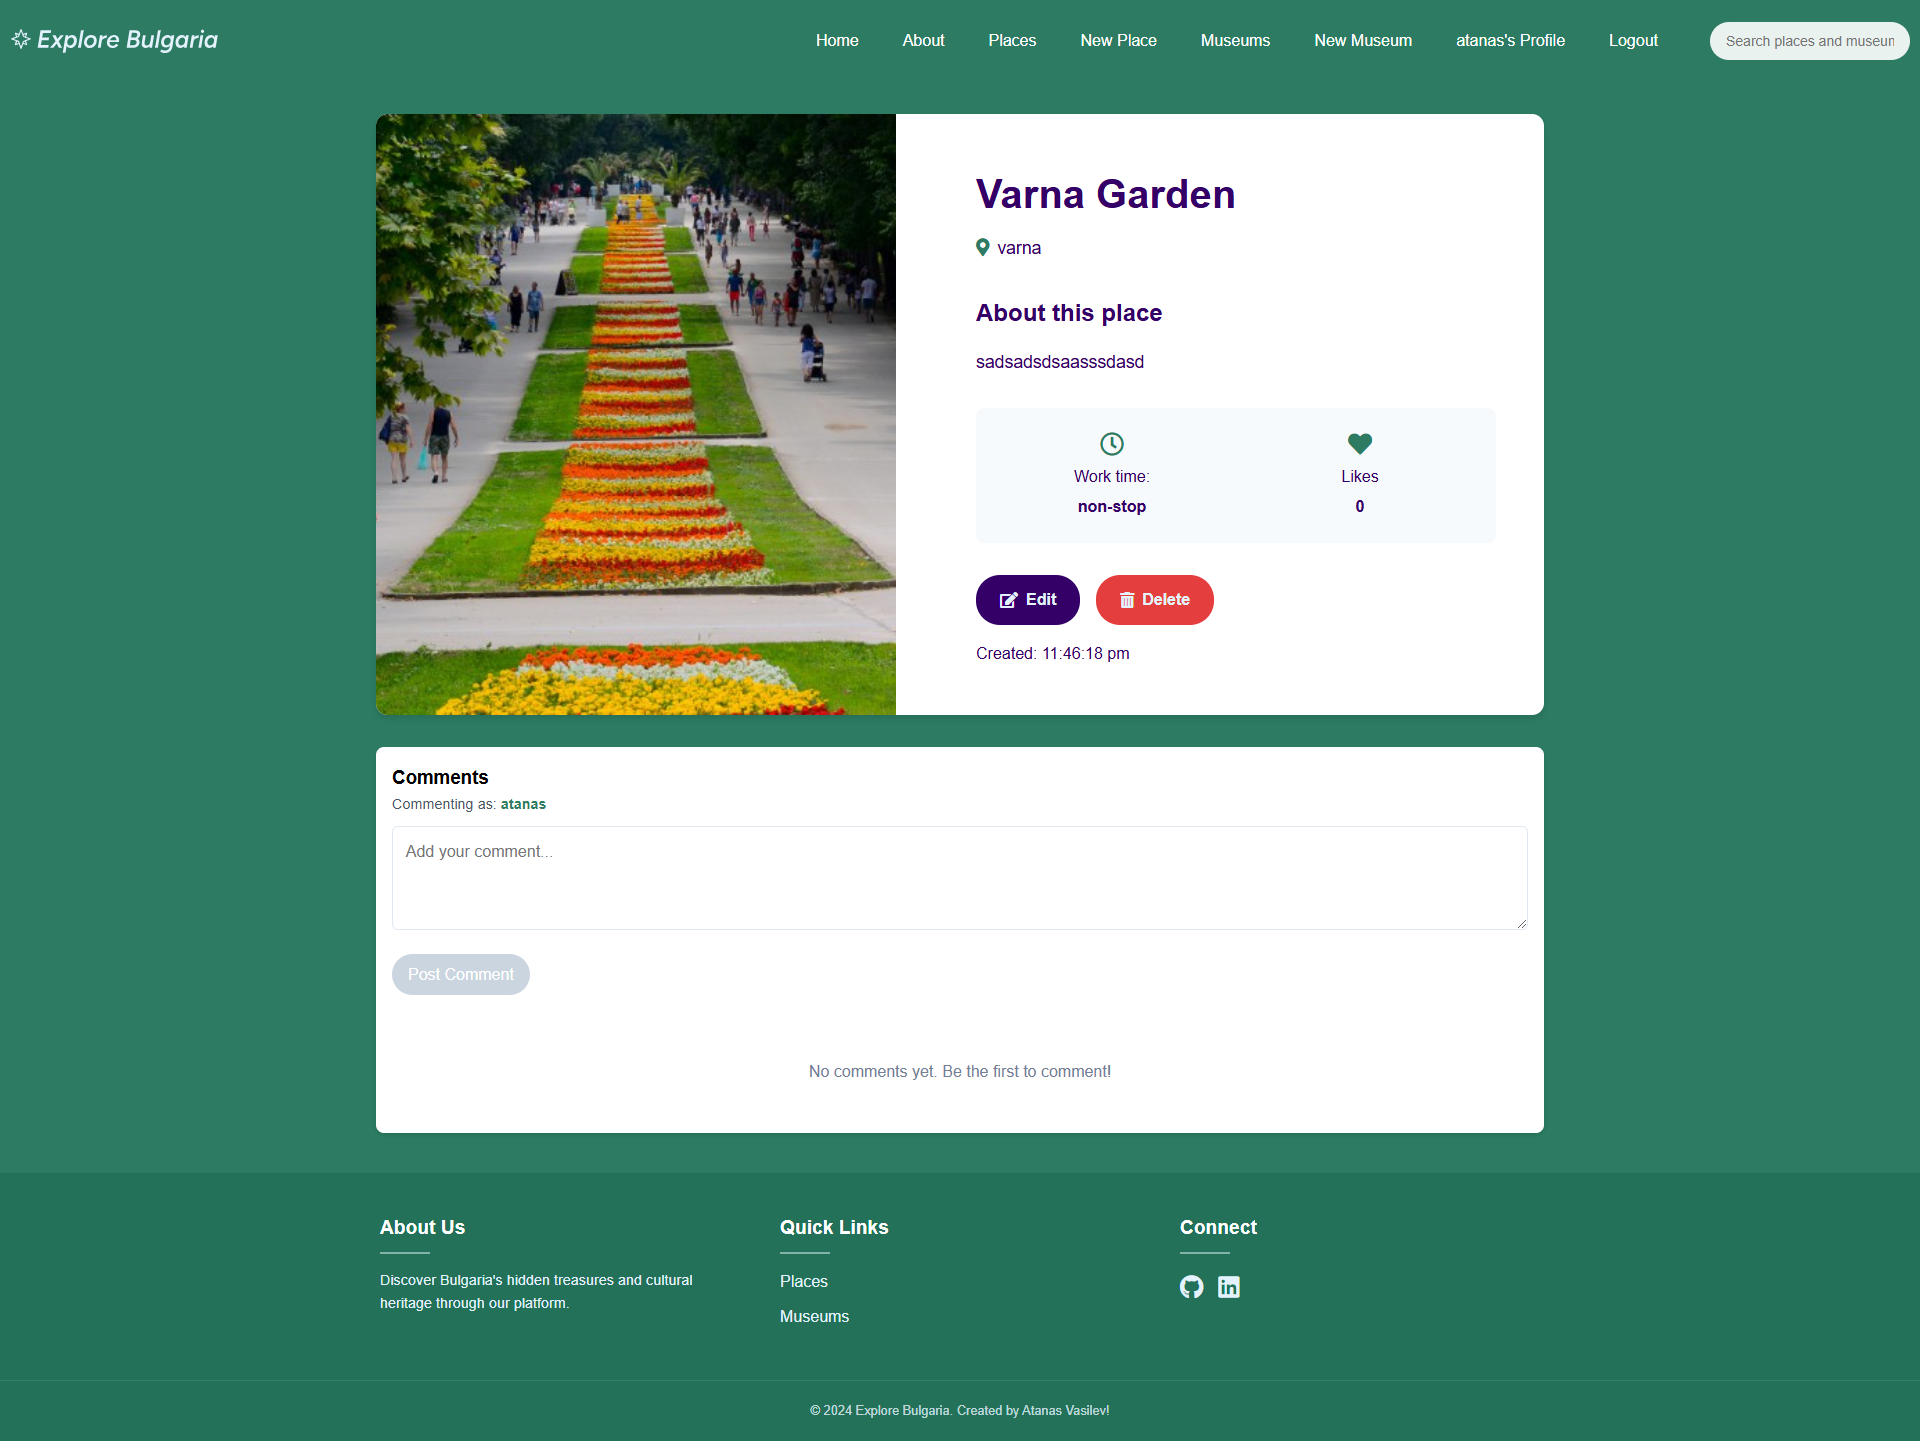 Explore Bulgaria
Home About Places New Place Museums New Museum atanas's Profile Logout Search places and museum
Varna Garden
varna
About this place
sadsadsdsaasssdasd
Work time: Likes
non-stop 0
Edit Delete
Created: 11:46:18 pm
Comments
Commenting as: atanas
Add your comment...
Post Comment
No comments yet. Be the first to comment!
About Us
Discover Bulgaria's hidden treasures and cultural
heritage through our platform.
Quick Links
Places
Museums
Connect
© 2024 Explore Bulgaria. Created by Atanas Vasilev!